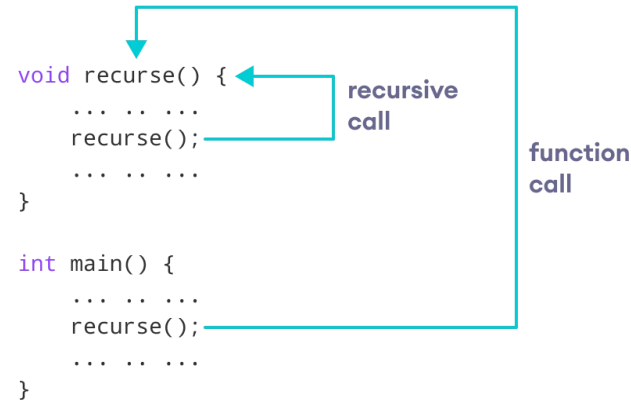 void recurse() {
... .. ...
recurse();
... .. ...
}
recursive
call
function
call
int main() {
... .. ...
recurse();
... .. ...
}